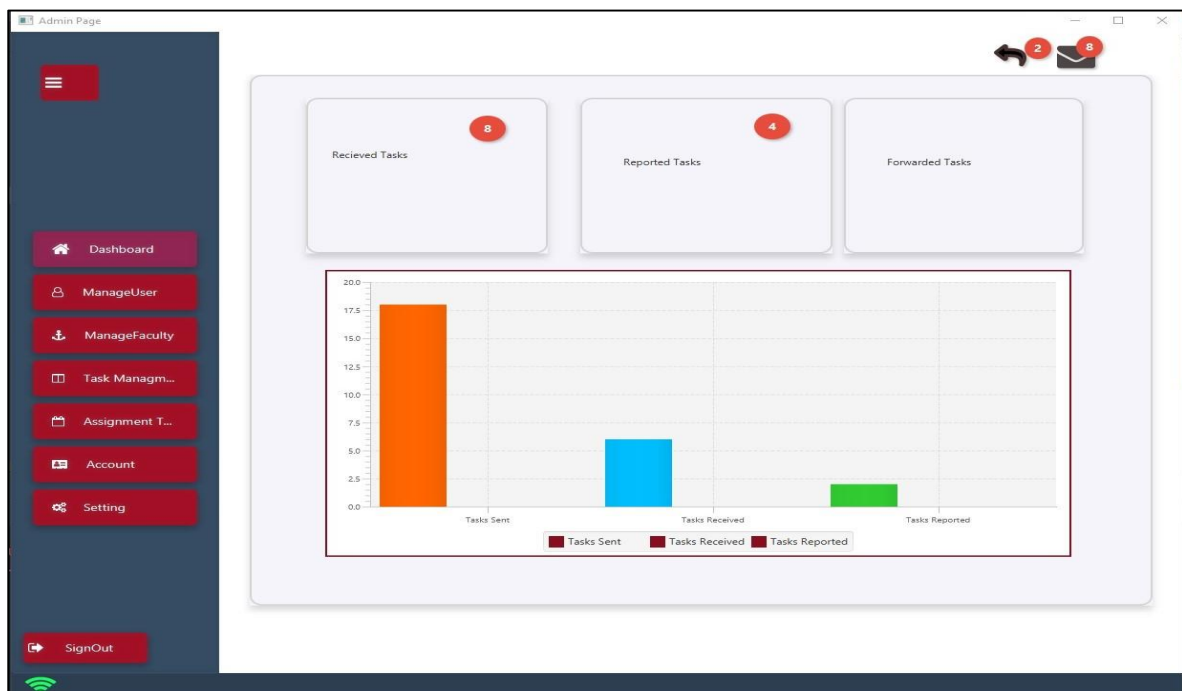 Admin Page
2
8
8
4
Recieved Tasks
Reported Tasks
Forwarded Tasks
Dashboard
ManageUser
ManageFaculty
Task Managm...
Assignment T...
Account
Setting
SignOut
20.0
17.5
15.0
12.5
10.0
7.5
5.0
2.5
0.0
Tasks Sent
Tasks Received
Tasks Reported
Tasks Sent
Tasks Received
Tasks Reported